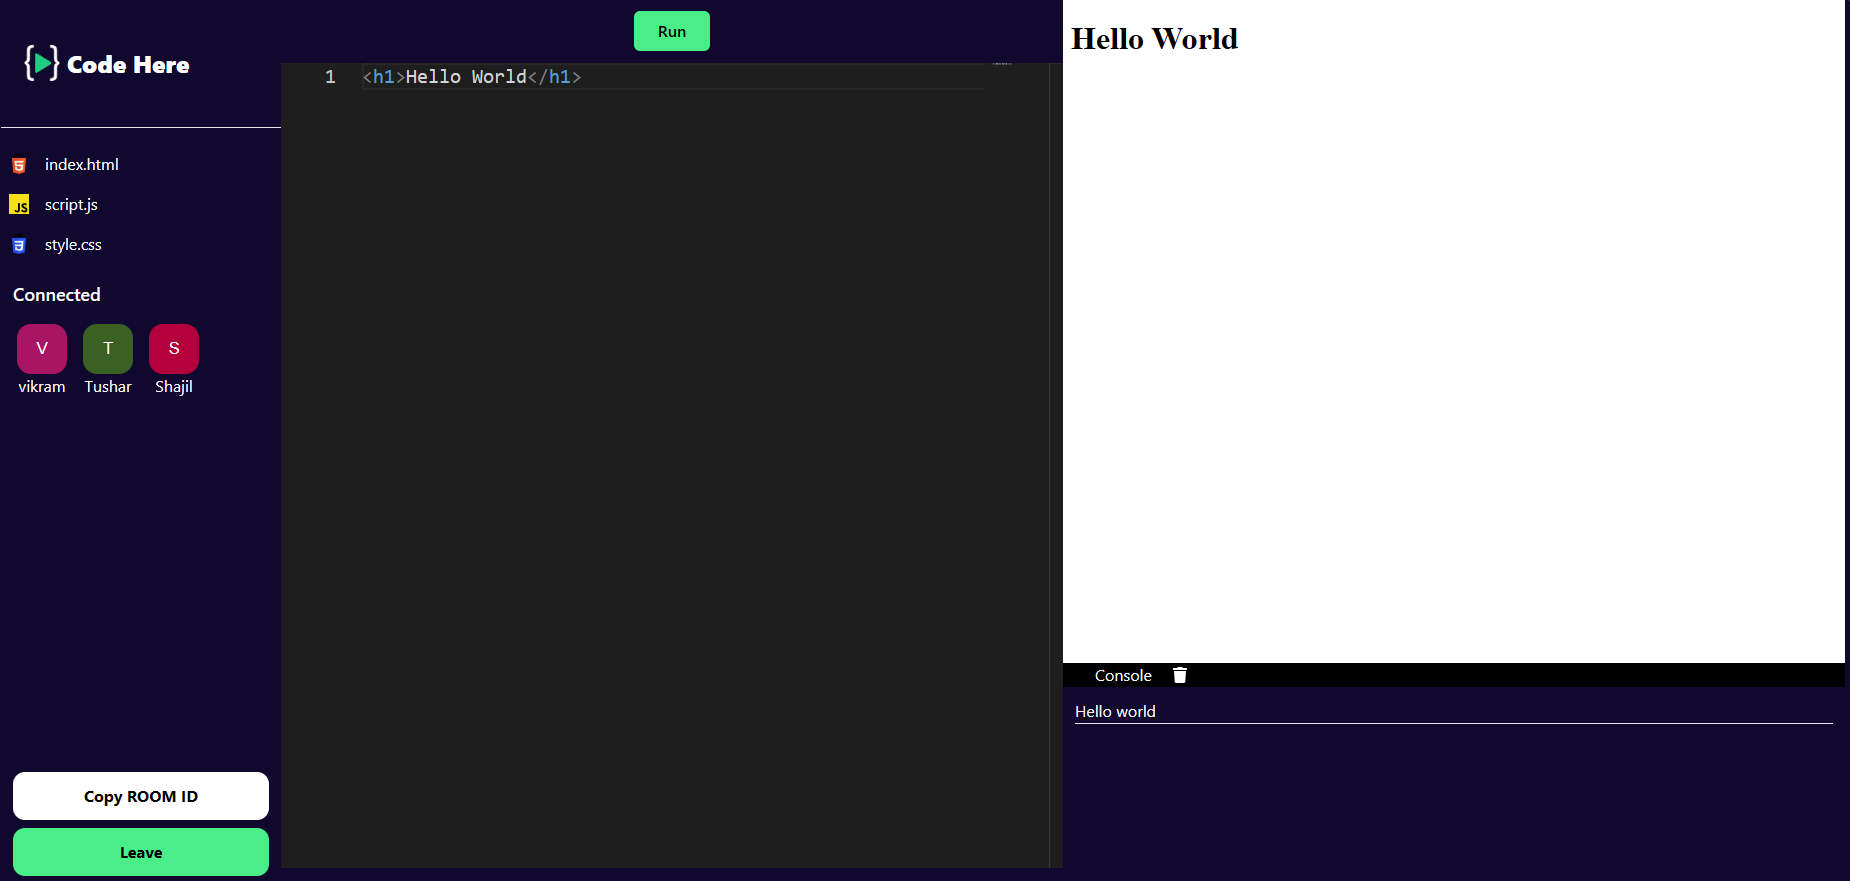 Code Here
index.html
JS
script.js
style.css
Connected
V T S
vikram Tushar Shajil
Copy ROOM ID
Leave
Run
1 <h1>Hello World</h1>
Hello World
Console
Hello world